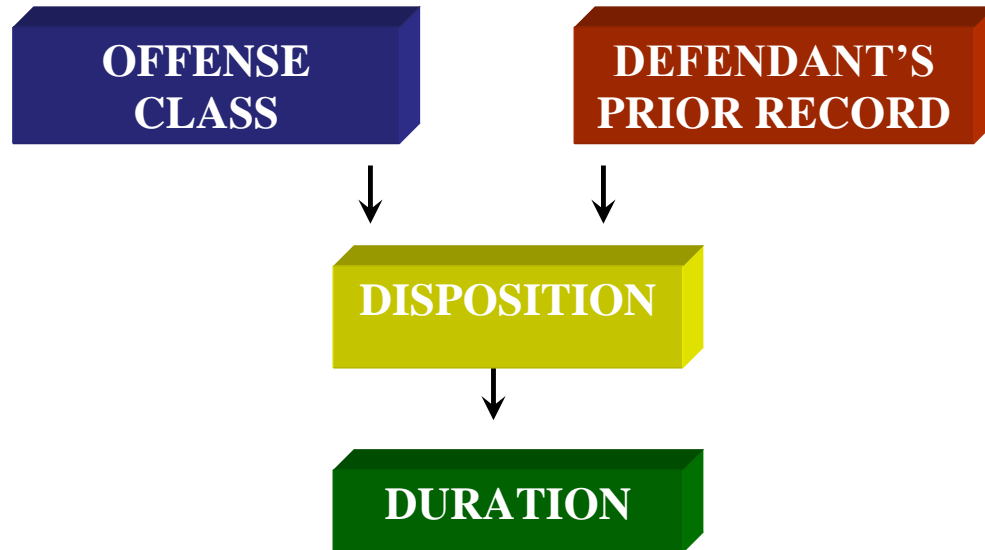 OFFENSE
CLASS
DEFENDANT'S
PRIOR RECORD
DISPOSITION
DURATION